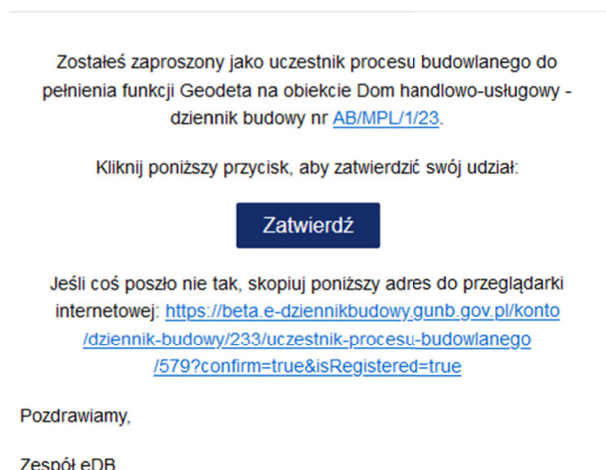 Zostałeś zaproszony jako uczestnik procesu budowlanego do
pełnienia funkcji Geodeta na obiekcie Dom handlowo-usługowy -
dziennik budowy nr AB/MPL/1/23.
Kliknij poniższy przycisk, aby zatwierdzić swój udział:
Zatwierdź
Jeśli coś poszło nie tak, skopiuj poniższy adres do przeglądarki
internetowej: https://beta.e-dziennikbudowy.gunb.gov.pl/konto
/dziennik-budowy/233/uczestnik-procesu-budowlanego
/579?confirm=true&isRegistered=true
Pozdrawiamy,
Zespół eDB